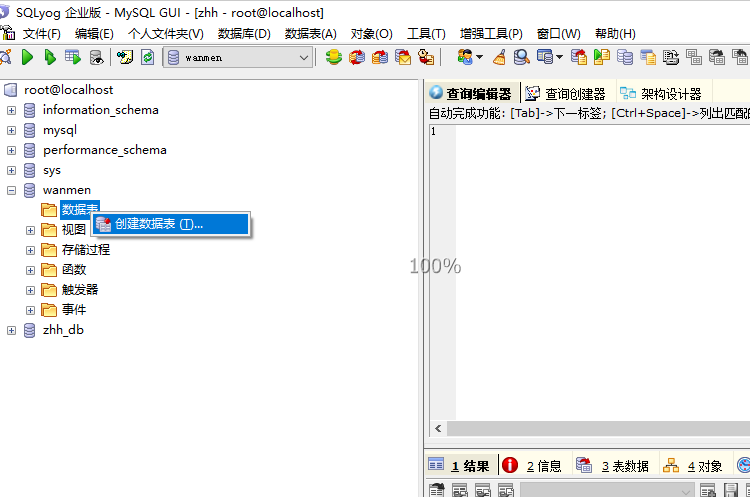 SQLyog 企业版 - MySQL GUI - [zhh - root@localhost]
文件(F) 编辑(E) 个人文件夹(V) 数据库(D) 数据表(A) 对象(O) 工具(T) 增强工具(P) 窗口(W) 帮助(H)
wanmen
root@localhost
information_schema
mysql
performance_schema
sys
wanmen
数据表
创建数据表 (T)...
视图
存储过程
函数
触发器
事件
zhh_db
查询编辑器 查询创建器 架构设计器
自动完成功能: [Tab]->下一标签; [Ctrl+Space]->列出匹配的
1
100%
1 结果 2 信息 3 表数据 4 对象